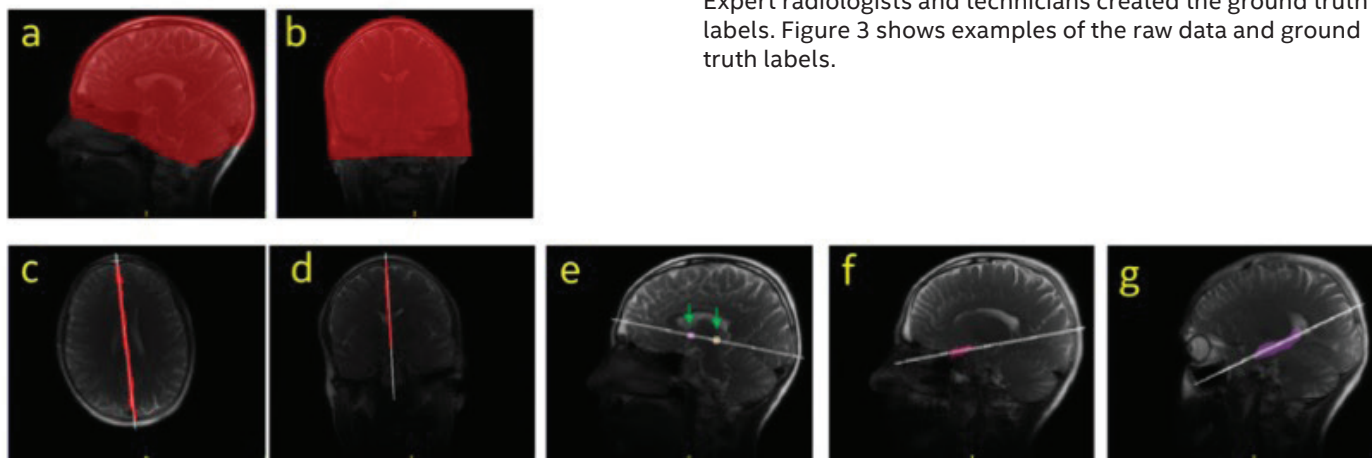 Expert radiologists and technicians created the ground truth
labels. Figure 3 shows examples of the raw data and ground
truth labels.
a
b
c
d
e
f
g